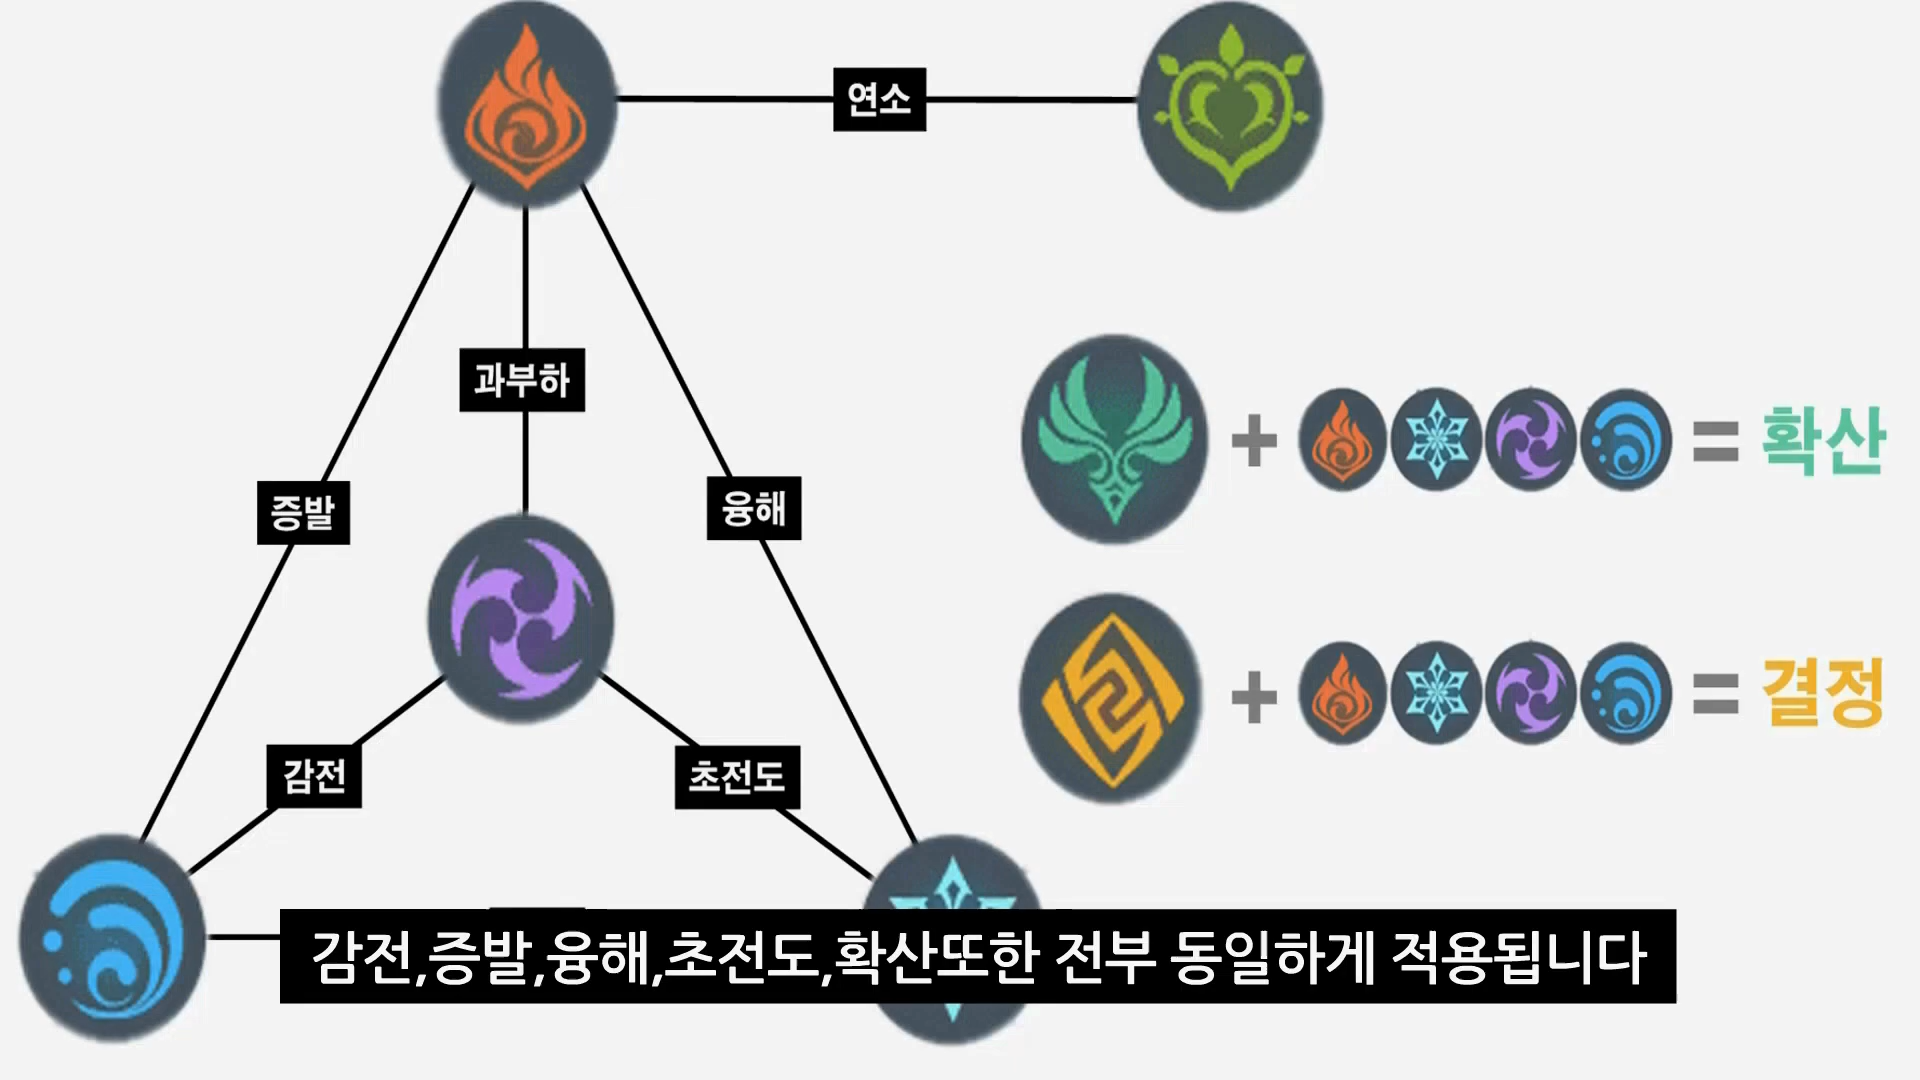 연소
과부하
증발
융해
+ = 확산
감전
초전도
+ = 결정
감전,증발,융해,초전도,확산또한 전부 동일하게 적용됩니다